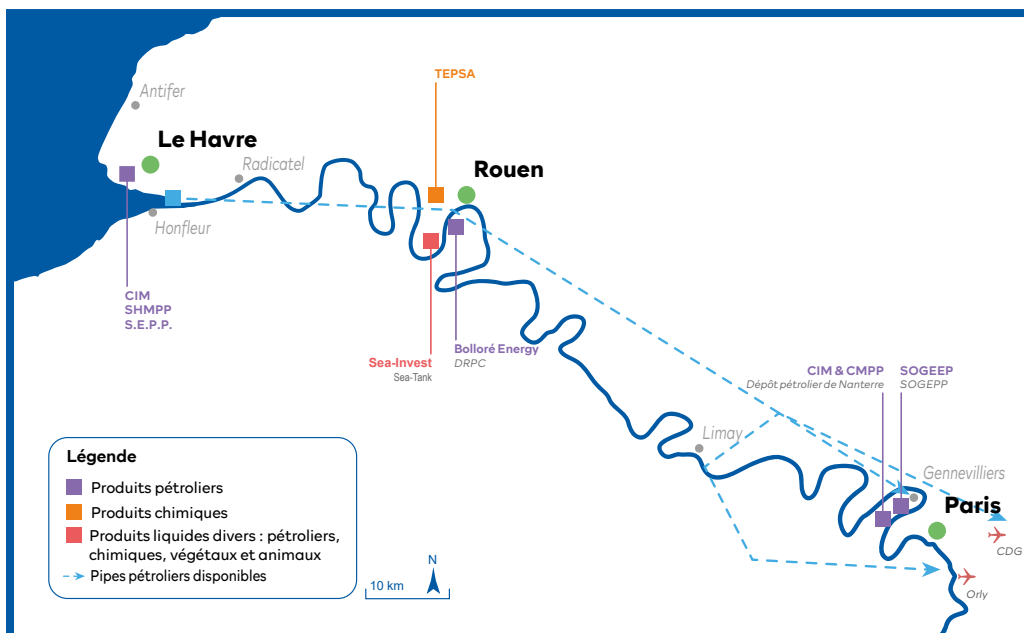 TEPSA
Antifer
Le Havre
Radicatel
Rouen
Honfleur
CIM
SHMPP
S.E.P.P.
Bolloré Energy
DRPC
Sea-Invest
Sea-Tank
CIM & CMPP
Dépôt pétrolier de Nanterre
SOGEEP
SOGEPP
Limay
Gennevilliers
Paris
CDG
Orly
Légende
Produits pétroliers
Produits chimiques
Produits liquides divers : pétroliers,
chimiques, végétaux et animaux
Pipes pétroliers disponibles
N
10 km